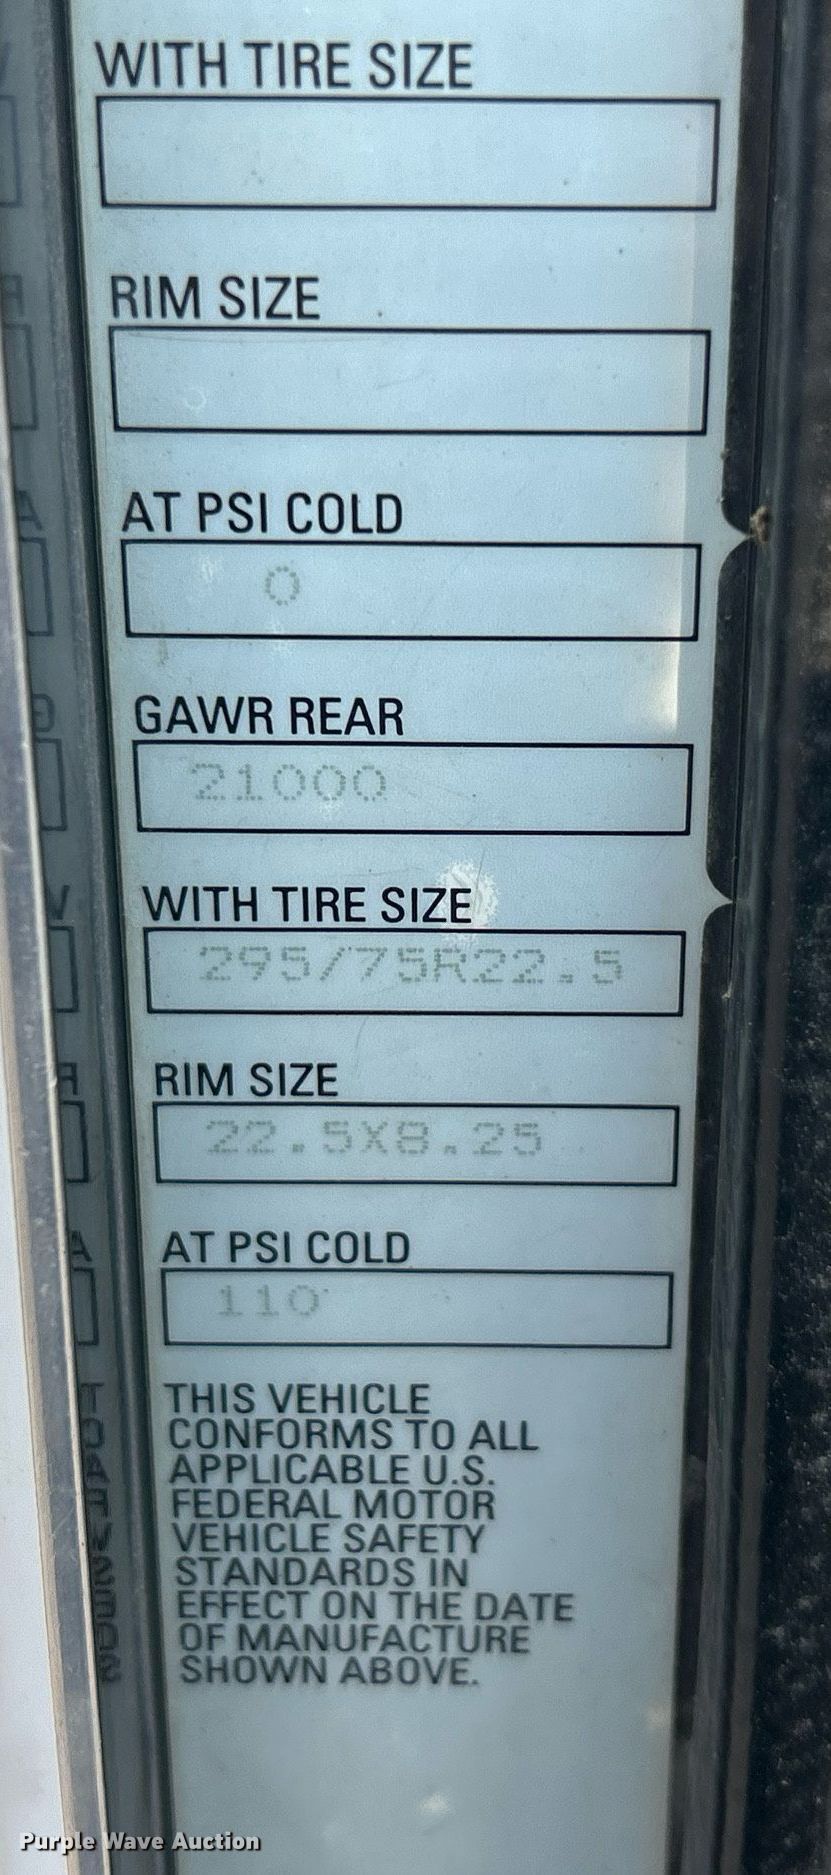 WITH TIRE SIZE
RIM SIZE
AT PSI COLD
0
GAWR REAR
21000
WITH TIRE SIZE
295/75R22.5
RIM SIZE
22.5X8.25
AT PSI COLD
110
THIS VEHICLE
CONFORMS TO ALL
APPLICABLE U.S.
FEDERAL MOTOR
VEHICLE SAFETY
STANDARDS IN
EFFECT ON THE DATE
OF MANUFACTURE
SHOWN ABOVE.
Purple Wave Auction